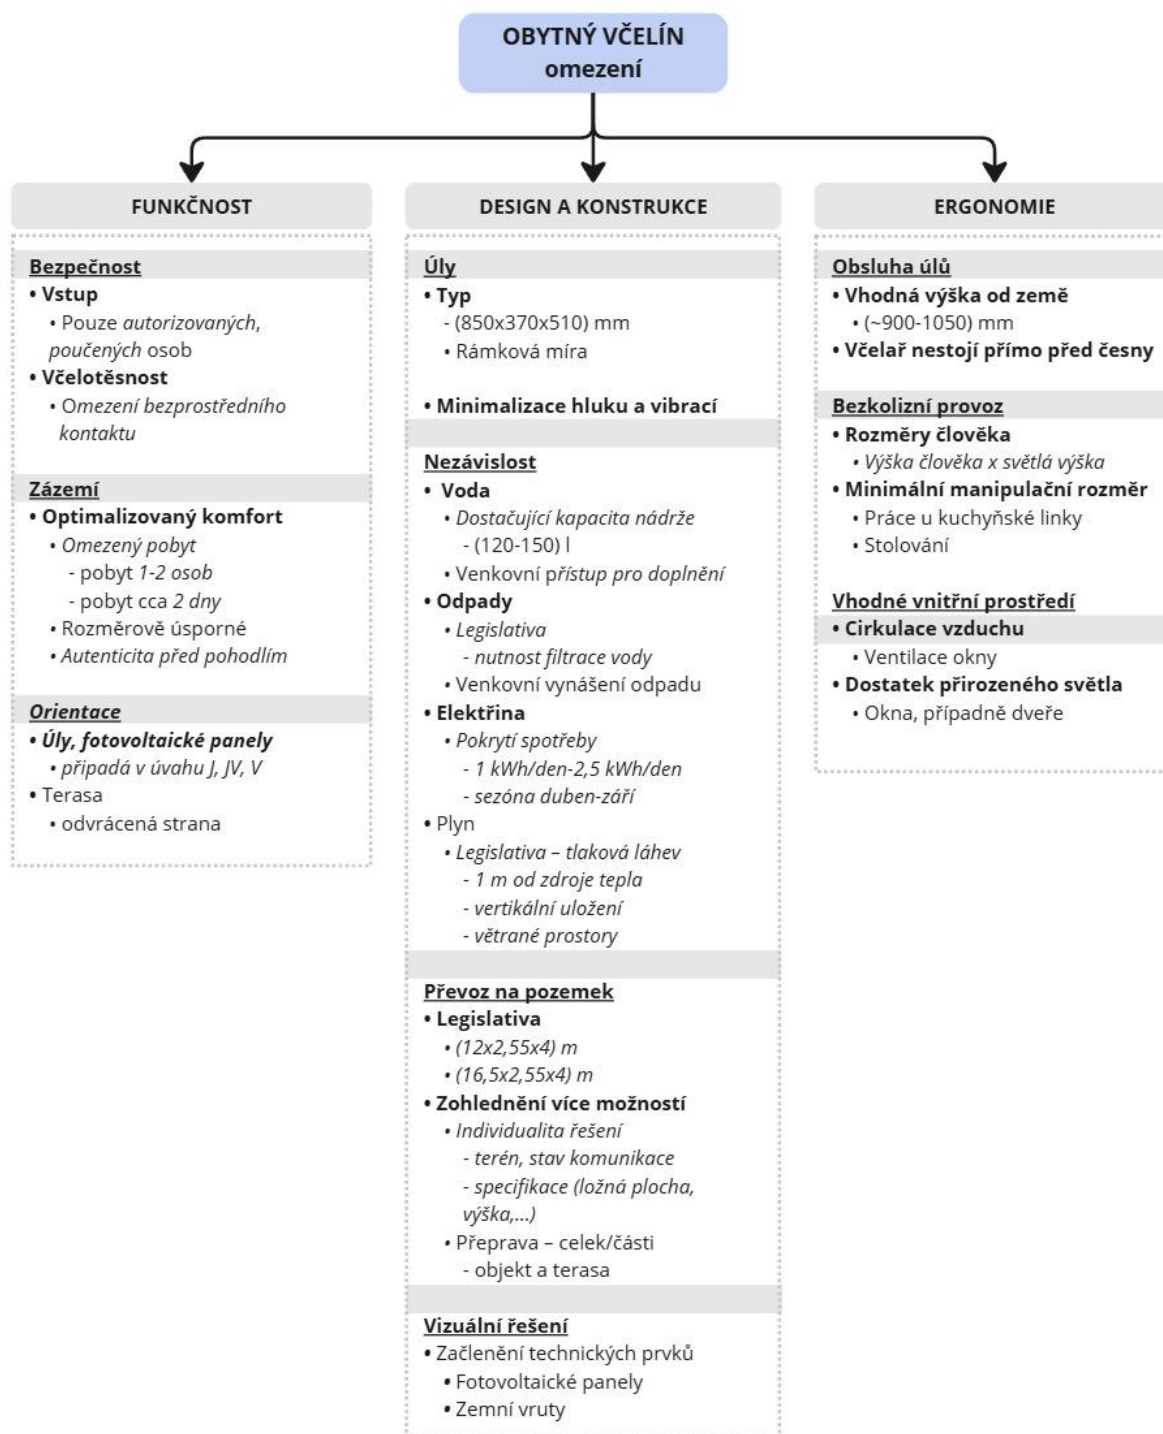 OBYTNÝ VČELÍN
omezení
FUNKČNOST
Bezpečnost
• Vstup
• Pouze autorizovaných,
poučených osob
• Včelotěsnost
• Omezení bezprostředního
kontaktu
Zázemí
• Optimalizovaný komfort
• Omezený pobyt
- pobyt 1-2 osob
- pobyt cca 2 dny
• Rozměrově úsporné
• Autenticita před pohodlím
Orientace
• Úly, fotovoltaické panely
• připadá v úvahu J, JV, V
• Terasa
• odvrácená strana
DESIGN A KONSTRUKCE
Úly
• Typ
- (850x370x510) mm
• Rámková míra
• Minimalizace hluku a vibrací
Nezávislost
• Voda
• Dostačující kapacita nádrže
- (120-150) l
• Venkovní přístup pro doplnění
• Odpady
• Legislativa
- nutnost filtrace vody
• Venkovní vynášení odpadu
• Elektřina
• Pokrytí spotřeby
- 1 kWh/den-2,5 kWh/den
- sezóna duben-září
• Plyn
• Legislativa – tlaková láhev
- 1 m od zdroje tepla
- vertikální uložení
- větrané prostory
Převoz na pozemek
• Legislativa
• (12x2,55x4) m
• (16,5x2,55x4) m
• Zohlednění více možností
• Individualita řešení
- terén, stav komunikace
- specifikace (ložná plocha,
výška,...)
• Přeprava – celek/části
- objekt a terasa
Vizuální řešení
• Začlenění technických prvků
• Fotovoltaické panely
• Zemní vruty
ERGONOMIE
Obsluha úlů
• Vhodná výška od země
• (~900-1050) mm
• Včelař nestojí přímo před česny
Bezkolizní provoz
• Rozměry člověka
• Výška člověka x světlá výška
• Minimální manipulační rozměr
• Práce u kuchyňské linky
• Stolování
Vhodné vnitřní prostředí
• Cirkulace vzduchu
• Ventilace okny
• Dostatek přirozeného světla
• Okna, případně dveře